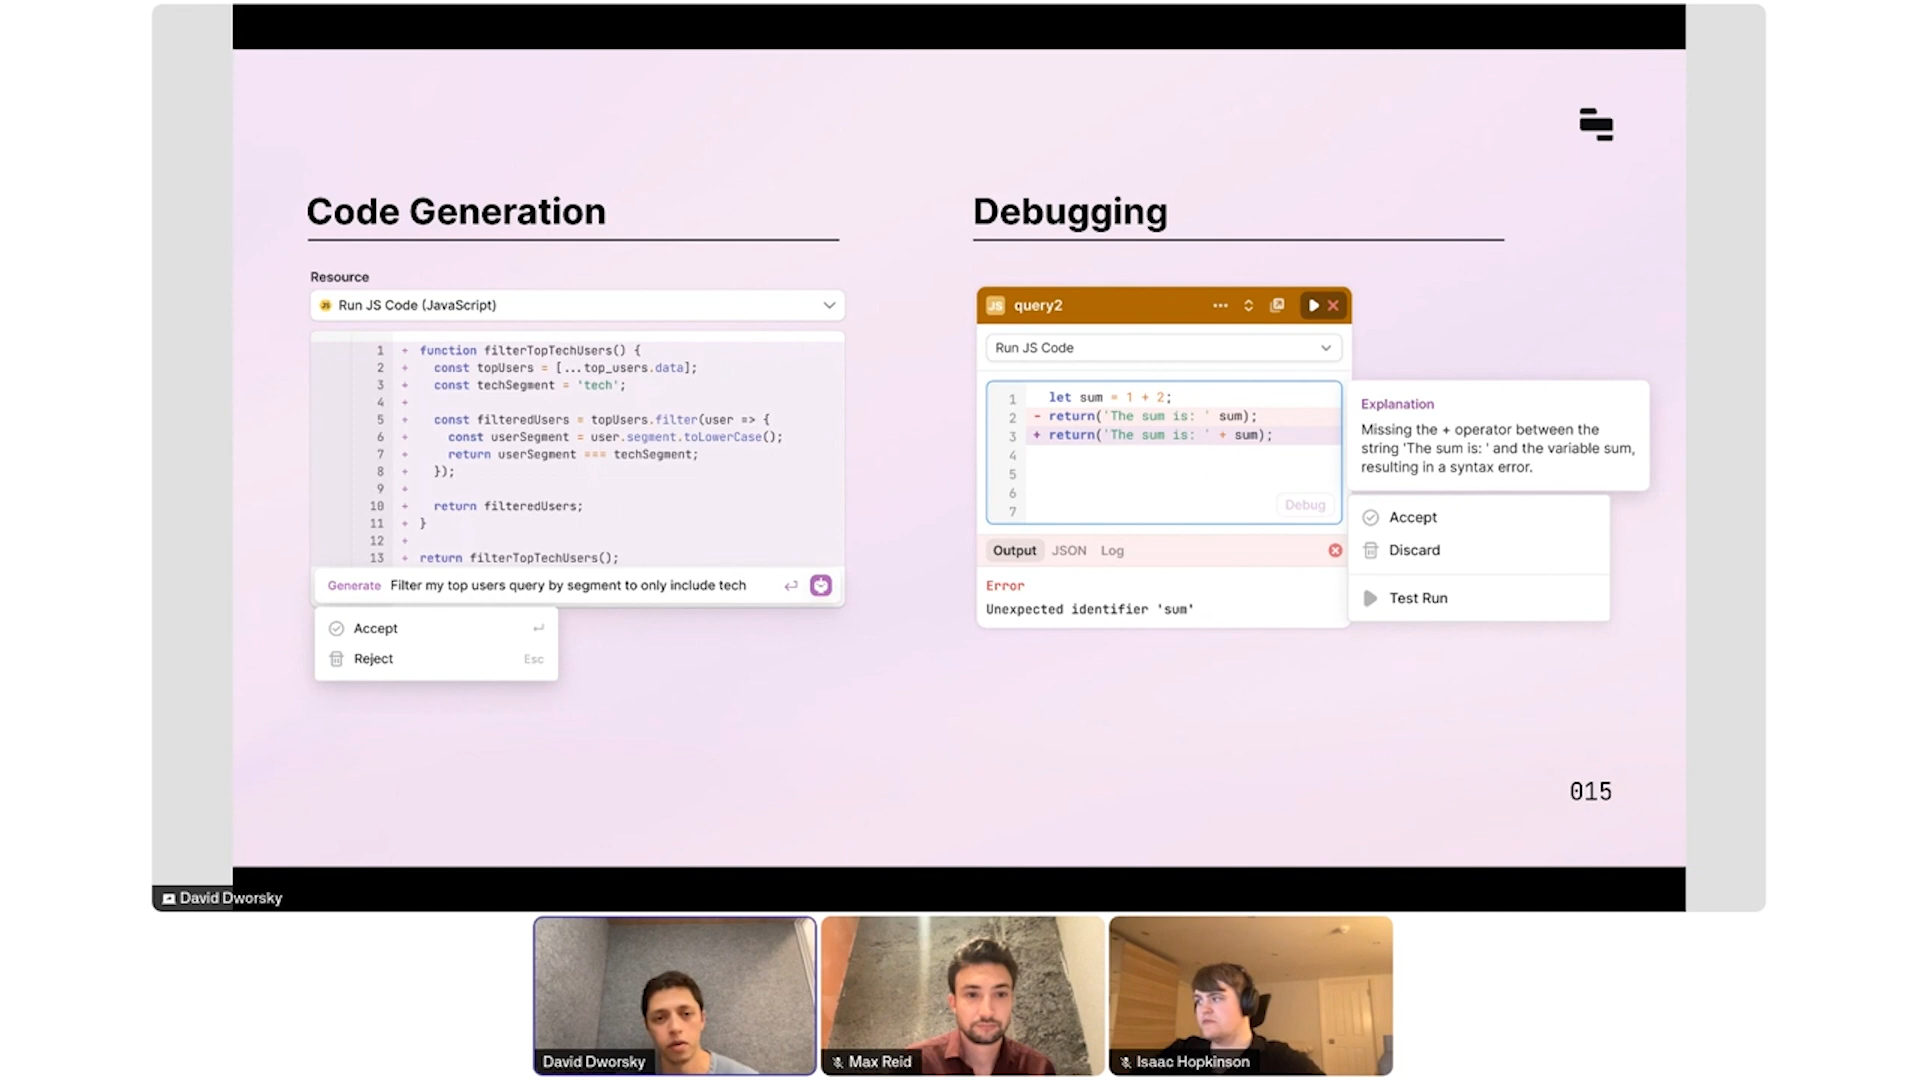 Code Generation
Resource
JS Run JS Code (JavaScript)
1 + function filterTopTechUsers() {
2 + const topUsers = [...top_users.data];
3 + const techSegment = 'tech';
4 +
5 + const filteredUsers = topUsers.filter(user => {
6 + const userSegment = user.segment.toLowerCase();
7 + return userSegment === techSegment;
8 + });
9 +
10 + return filteredUsers;
11 + }
12 +
13 + return filterTopTechUsers();
Generate Filter my top users query by segment to only include tech
Accept
Reject Esc
Debugging
JS query2
Run JS Code
1 let sum = 1 + 2;
2 - return('The sum is: ' sum);
3 + return('The sum is: ' + sum);
4
5
6
7
Debug
Output JSON Log
Error
Unexpected identifier 'sum'
Explanation
Missing the + operator between the
string 'The sum is: ' and the variable sum,
resulting in a syntax error.
Accept
Discard
Test Run
015
David Dworsky
David Dworsky
Max Reid
Isaac Hopkinson